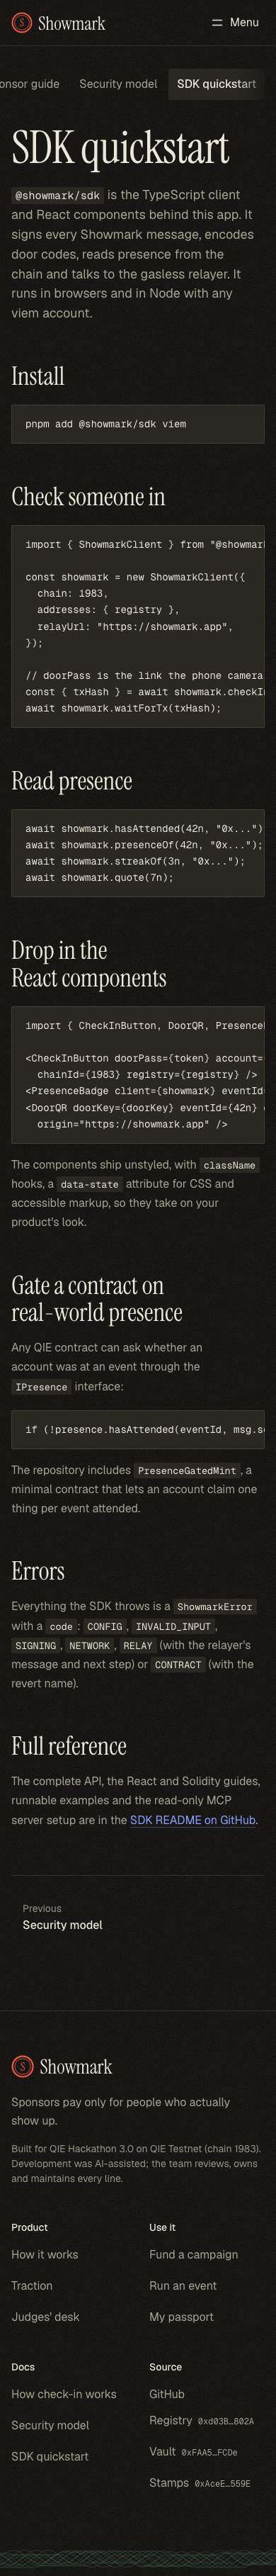 S Showmark
Menu
onsor guide Security model SDK quickstart
SDK quickstart
@showmark/sdk is the TypeScript client
and React components behind this app. It
signs every Showmark message, encodes
door codes, reads presence from the
chain and talks to the gasless relayer. It
runs in browsers and in Node with any
viem account.
Install
pnpm add @showmark/sdk viem
Check someone in
import { ShowmarkClient } from "@showmark
const showmark = new ShowmarkClient({
chain: 1983,
addresses: { registry },
relayUrl: "https://showmark.app",
});
// doorPass is the link the phone camera
const { txHash } = await showmark.checkIn
await showmark.waitForTx(txHash);
Read presence
await showmark.hasAttended(42n, "0x...")
await showmark.presenceOf(42n, "0x...");
await showmark.streakOf(3n, "0x...");
await showmark.quote(7n);
Drop in the
React components
import { CheckInButton, DoorQR, Presence
<CheckInButton doorPass={token} account=
chainId={1983} registry={registry} />
<PresenceBadge client={showmark} eventId
<DoorQR doorKey={doorKey} eventId={42n}
origin="https://showmark.app" />
The components ship unstyled, with className
hooks, a data-state attribute for CSS and
accessible markup, so they take on your
product's look.
Gate a contract on
real-world presence
Any QIE contract can ask whether an
account was at an event through the
IPresence interface:
if (!presence.hasAttended(eventId, msg.se
The repository includes PresenceGatedMint, a
minimal contract that lets an account claim one
thing per event attended.
Errors
Everything the SDK throws is a ShowmarkError
with a code: CONFIG, INVALID_INPUT,
SIGNING, NETWORK, RELAY (with the relayer's
message and next step) or CONTRACT (with the
revert name).
Full reference
The complete API, the React and Solidity guides,
runnable examples and the read-only MCP
server setup are in the SDK README on GitHub.
Previous
Security model
S Showmark
Sponsors pay only for people who actually
show up.
Built for QIE Hackathon 3.0 on QIE Testnet (chain 1983).
Development was AI-assisted; the team reviews, owns
and maintains every line.
Product
How it works
Traction
Judges' desk
Use it
Fund a campaign
Run an event
My passport
Docs
How check-in works
Security model
SDK quickstart
Source
GitHub
Registry 0xd03B…802A
Vault 0xFAA5…FCDe
Stamps 0xAceE…559E